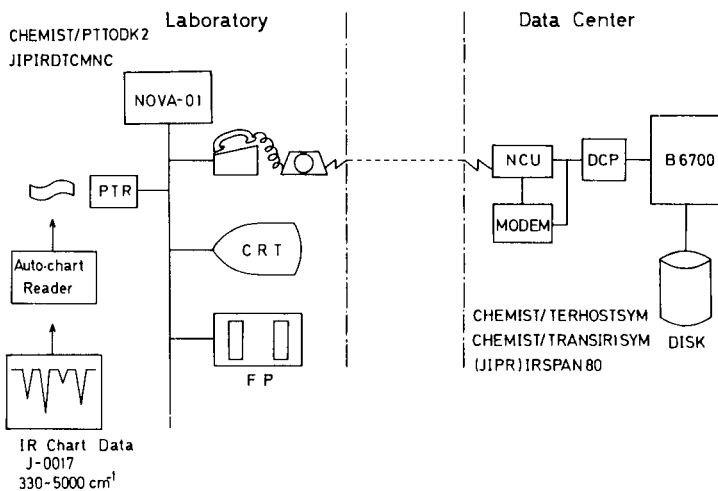 Laboratory
Data Center
CHEMIST/PTTODK2
JIPIRDTCMNC
NOVA-01
NCU
DCP
B6700
PTR
MODEM
CRT
Auto-chart
Reader
CHEMIST/TERHOSTSYM
CHEMIST/TRANSIRISYM
(JIPR)IRSPAN80
DISK
FP
IR Chart Data
J-0017
330~5000 cm⁻¹